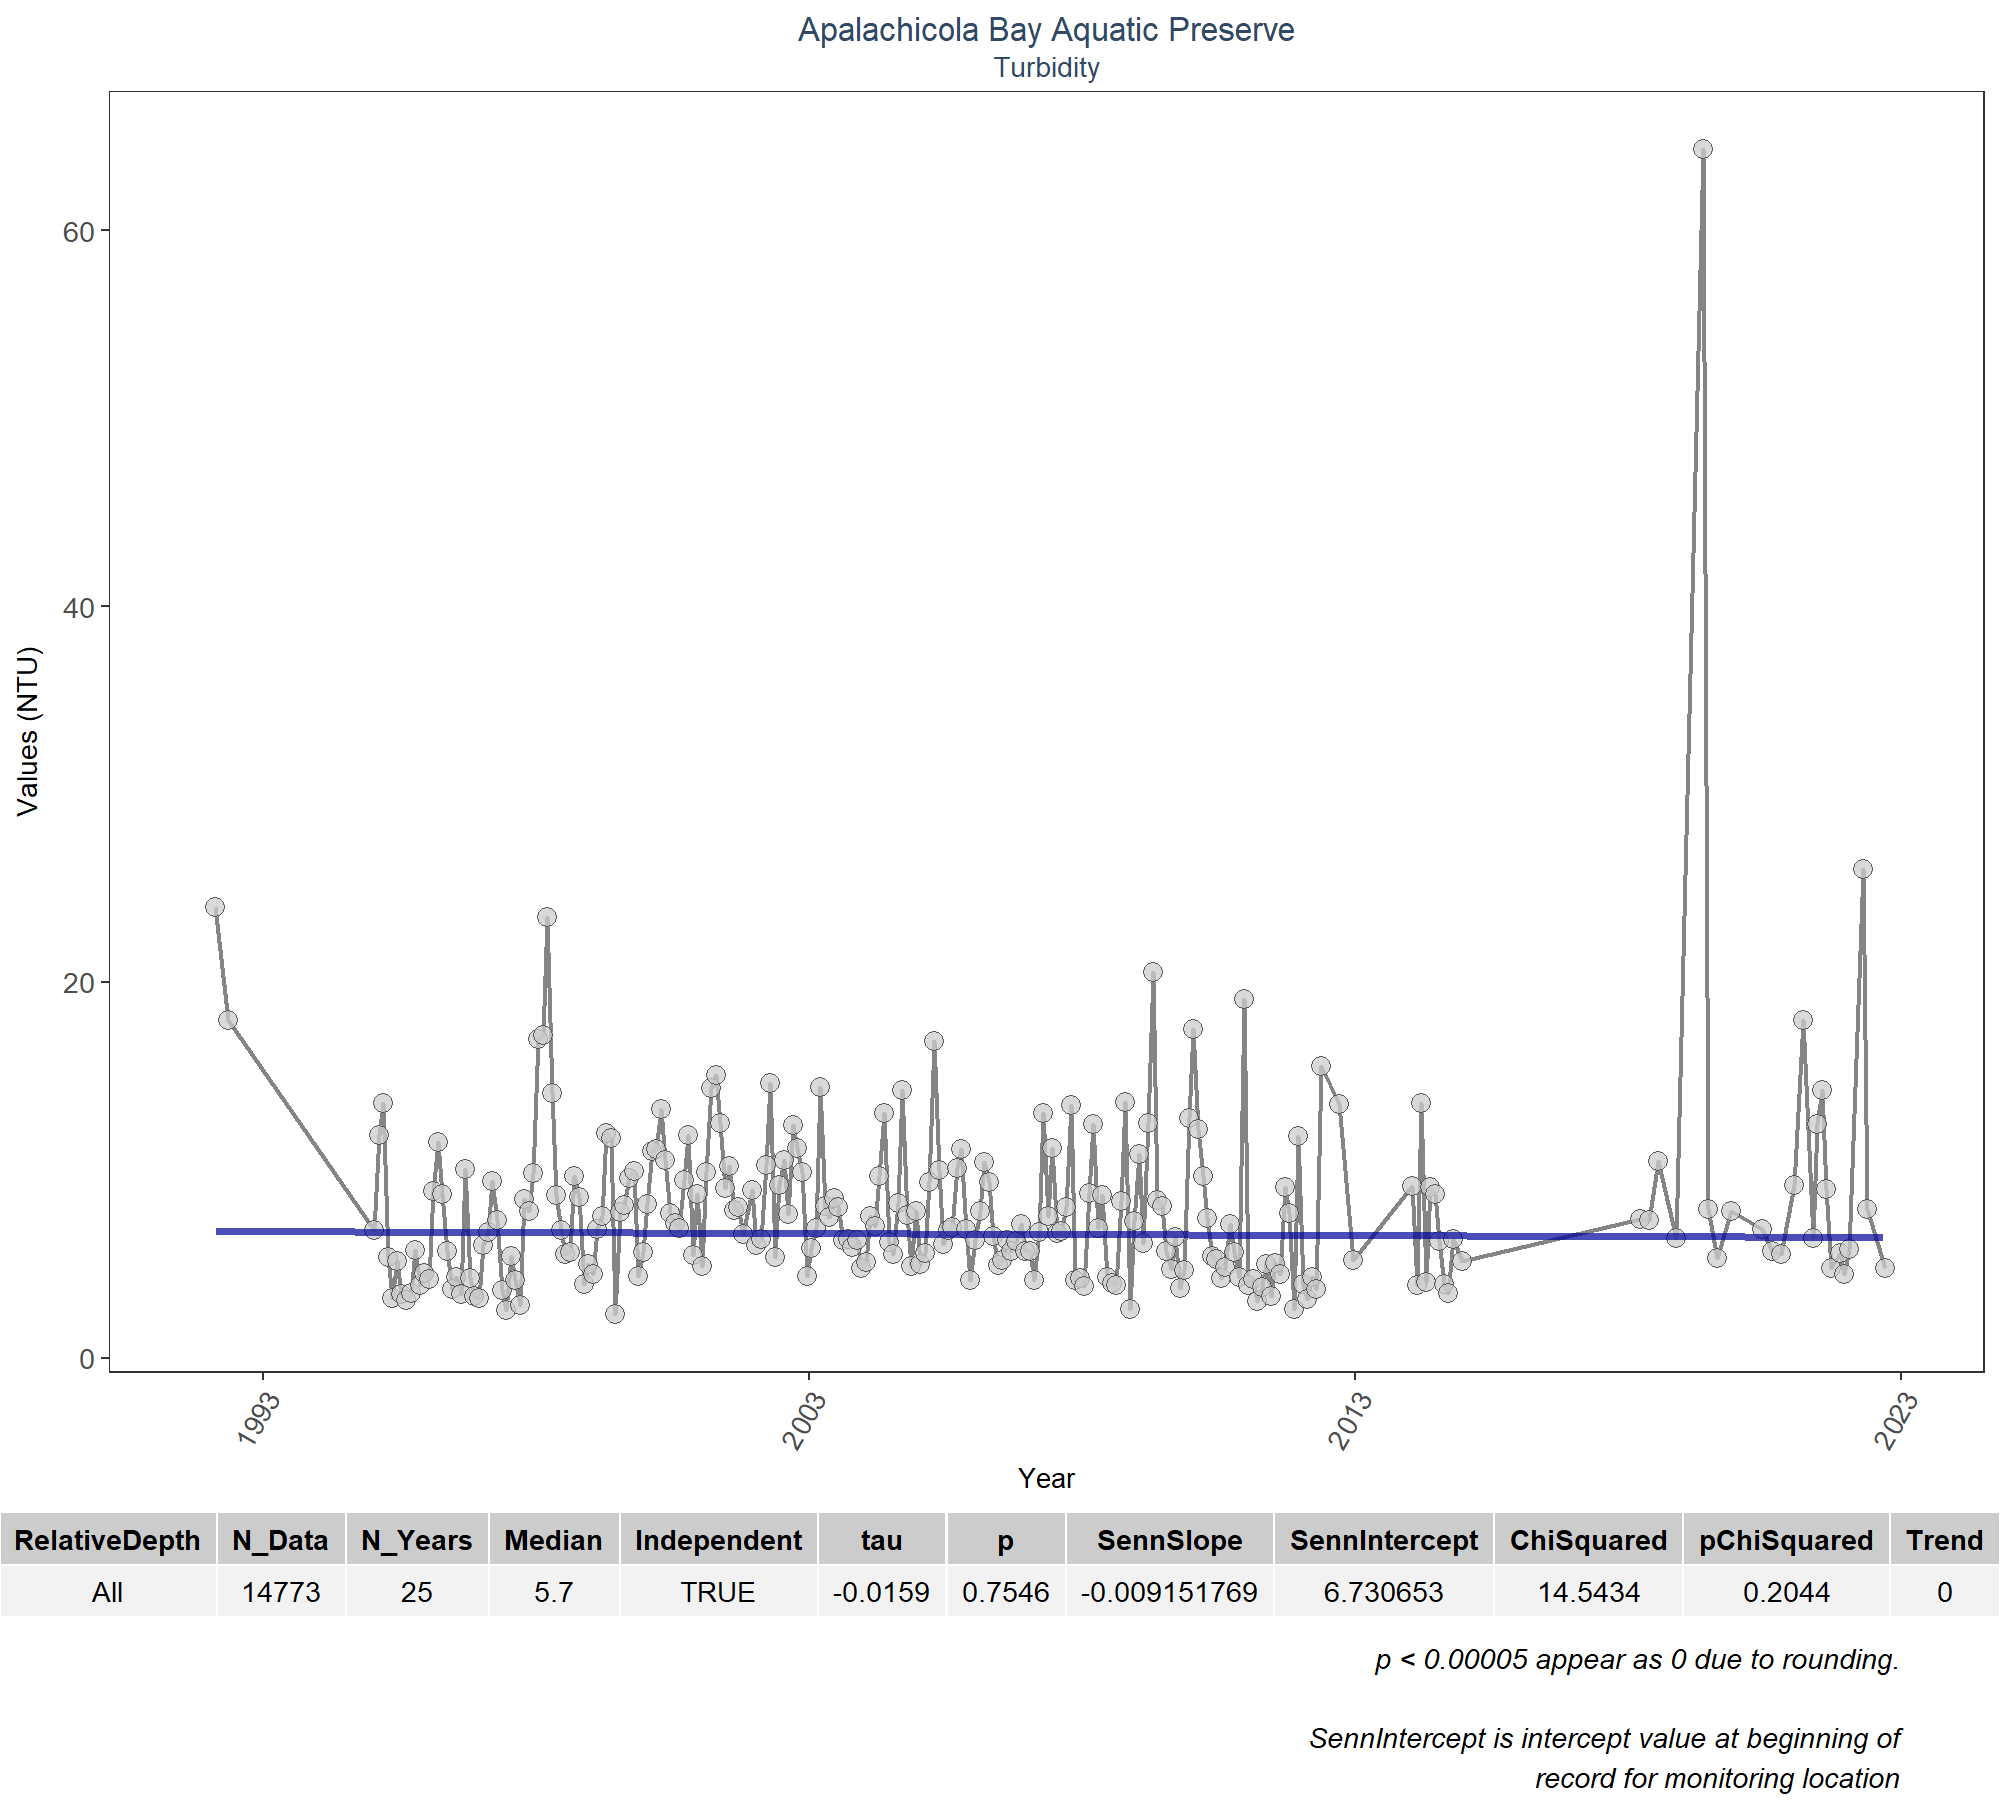 Apalachicola Bay Aquatic Preserve
Turbidity
Values (NTU)
60
40
20
0
1993 2003 2013 2023
Year
RelativeDepth N_Data N_Years Median Independent tau p SennSlope SennIntercept ChiSquared pChiSquared Trend
All 14773 25 5.7 TRUE -0.0159 0.7546 -0.009151769 6.730653 14.5434 0.2044 0
p < 0.00005 appear as 0 due to rounding.
SennIntercept is intercept value at beginning of
record for monitoring location